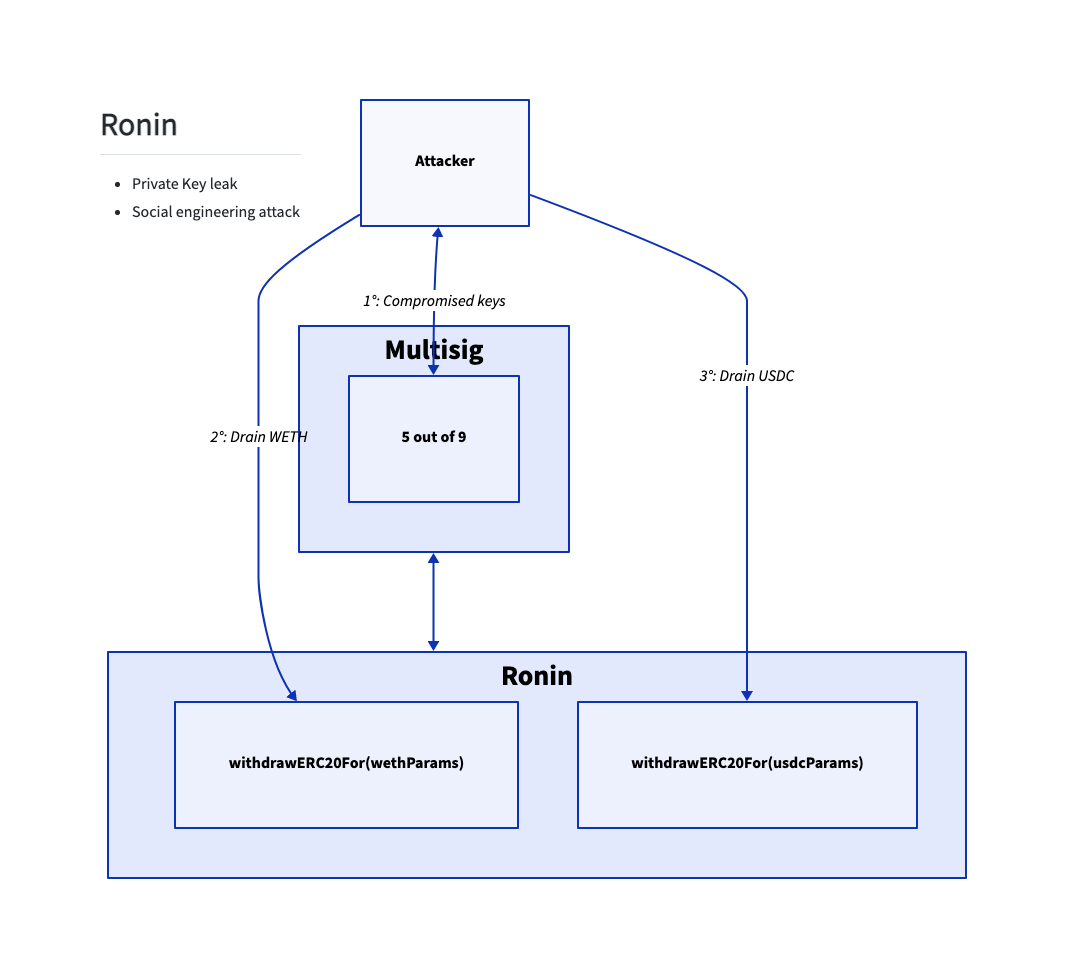 Ronin
Private Key leak
Social engineering attack
Attacker
1°: Compromised keys
Multisig
3°: Drain USDC
2°: Drain WETH
5 out of 9
Ronin
withdrawERC20For(wethParams)
withdrawERC20For(usdcParams)